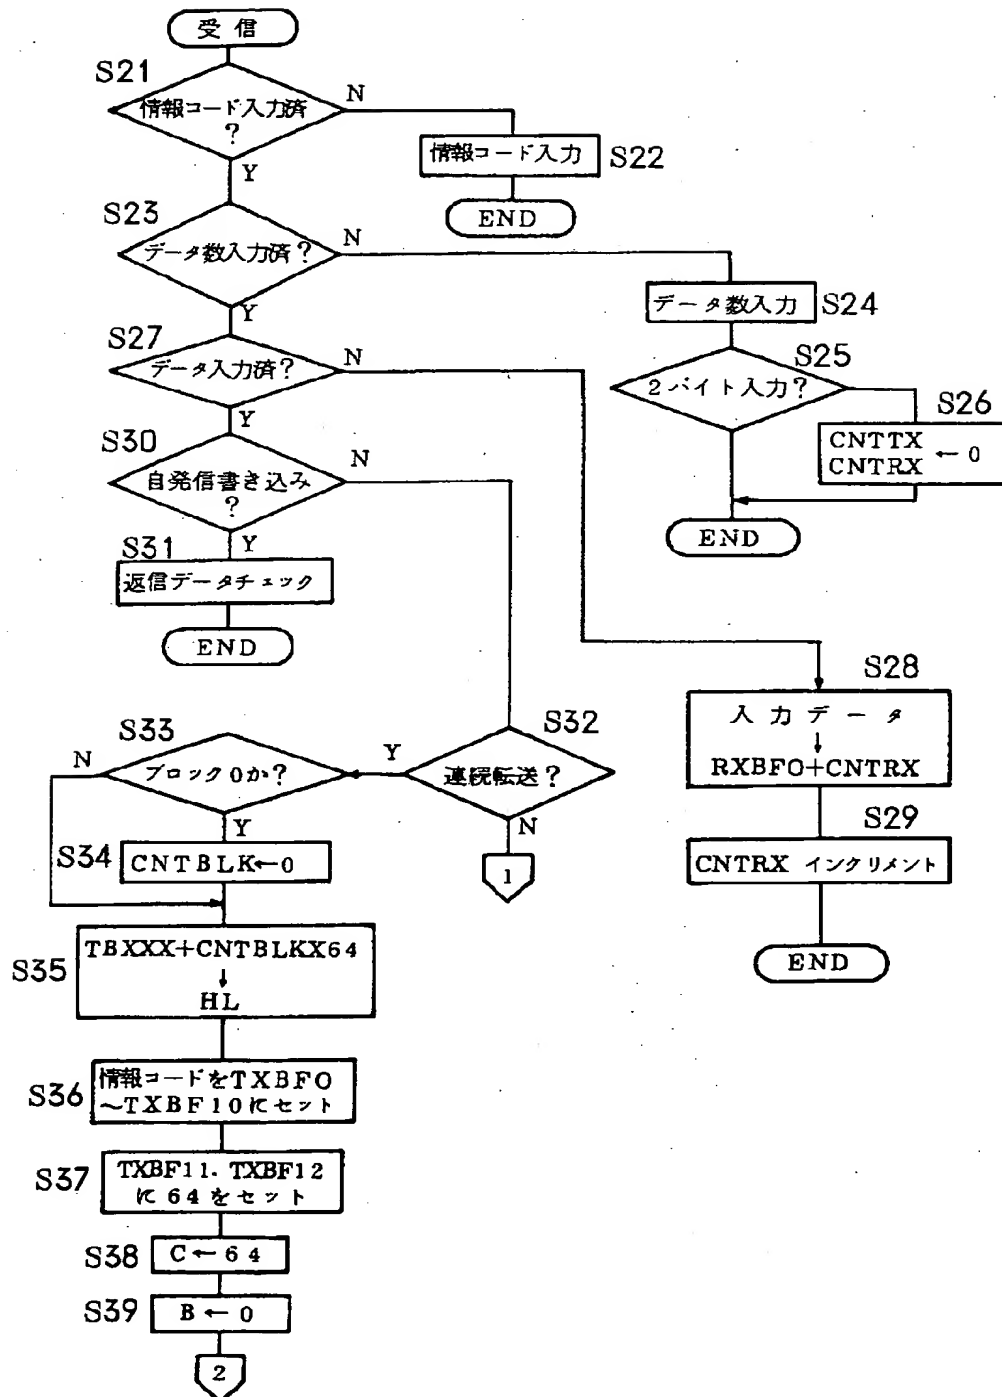 受信
S21
情報コード入力済
?
N
Y
情報コード入力
S22
END
S23
データ数入力済?
N
Y
データ数入力
S24
S25
2バイト入力?
S26
CNTTX
CNTRX ← 0
END
S27
データ入力済?
N
Y
S30
自発信書き込み
?
N
Y
S31
返信データチェック
END
S28
入力データ
↓
RXBF0+CNTRX
S29
CNTRX インクリメント
END
S32
連続転送?
Y
N
1
S33
ブロック0か?
N
Y
S34
CNTBLK←0
S35
TBXXX+CNTBLKX64
↓
HL
S36
情報コードをTXBF0
～TXBF10にセット
S37
TXBF11. TXBF12
に64をセット
S38
C ← 64
S39
B ← 0
2